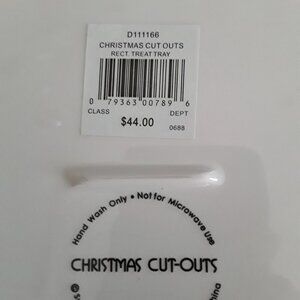 D111166
CHRISTMAS CUT OUTS
RECT. TREAT TRAY
0 79363 00789 6
CLASS DEPT
$44.00 0688
Hand Wash Only • Not for Microwave Use
CHRISTMAS CUT-OUTS